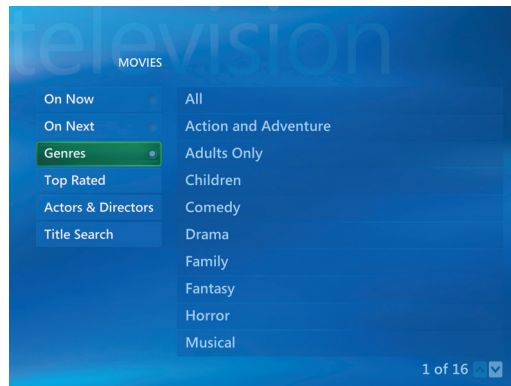 television
MOVIES
On Now
On Next
Genres
Top Rated
Actors & Directors
Title Search
All
Action and Adventure
Adults Only
Children
Comedy
Drama
Family
Fantasy
Horror
Musical
1 of 16